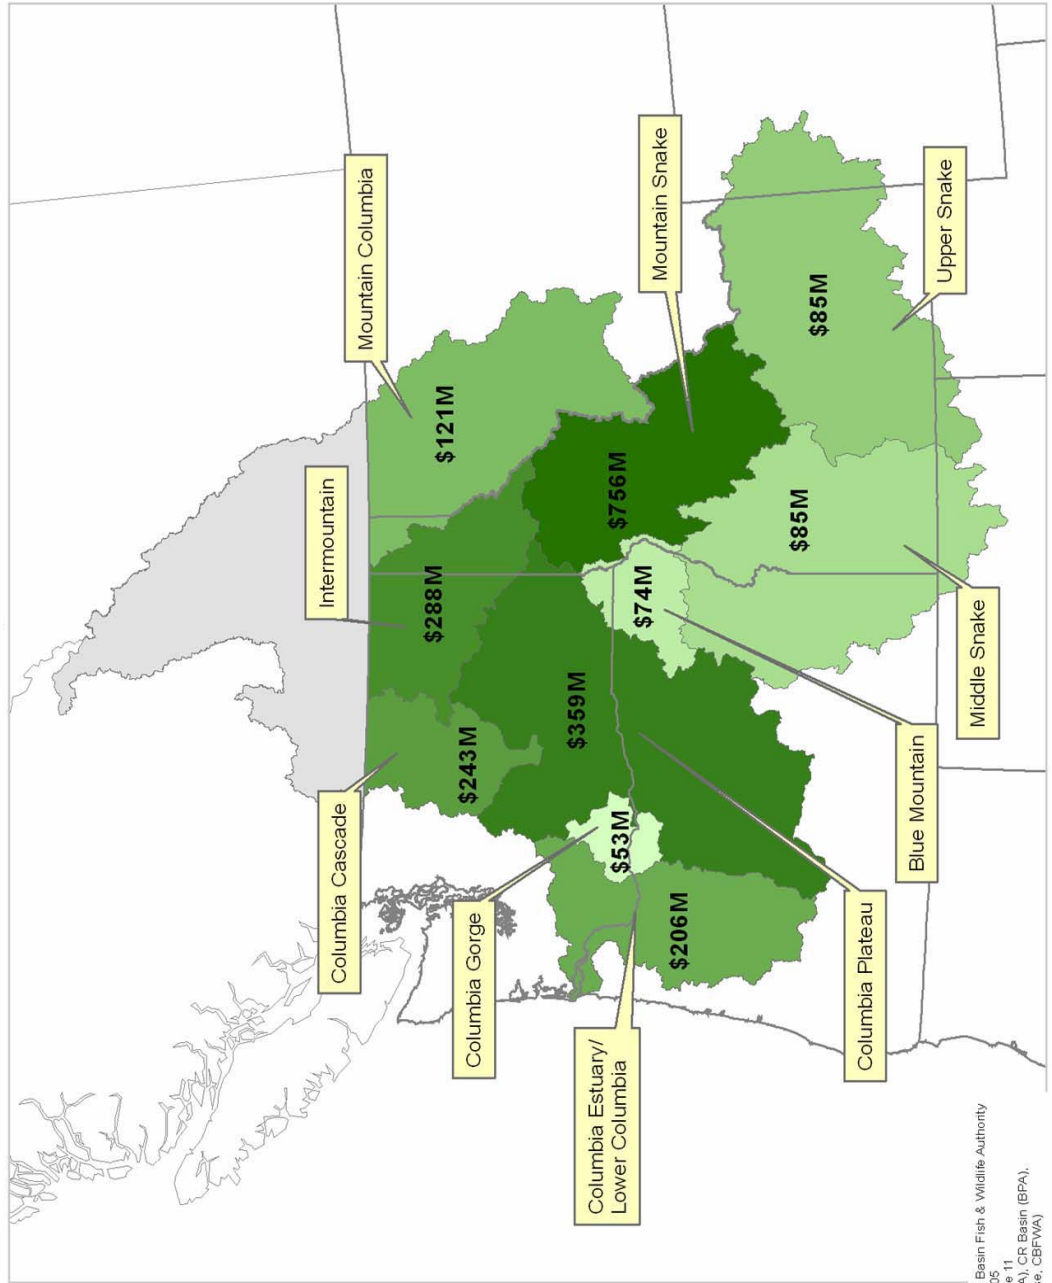 Mountain Columbia
Intermountain
Columbia Cascade
Columbia Gorge
Columbia Estuary/
Lower Columbia
Columbia Plateau
Blue Mountain
Middle Snake
Upper Snake
Mountain Snake
$121M
$288M
$243M
$359M
$756M
$53M
$206M
$74M
$85M
$85M
Basin Fish & Wildlife Authority
05
e 11
A), CR Basin (BPA),
e, CBFWA)